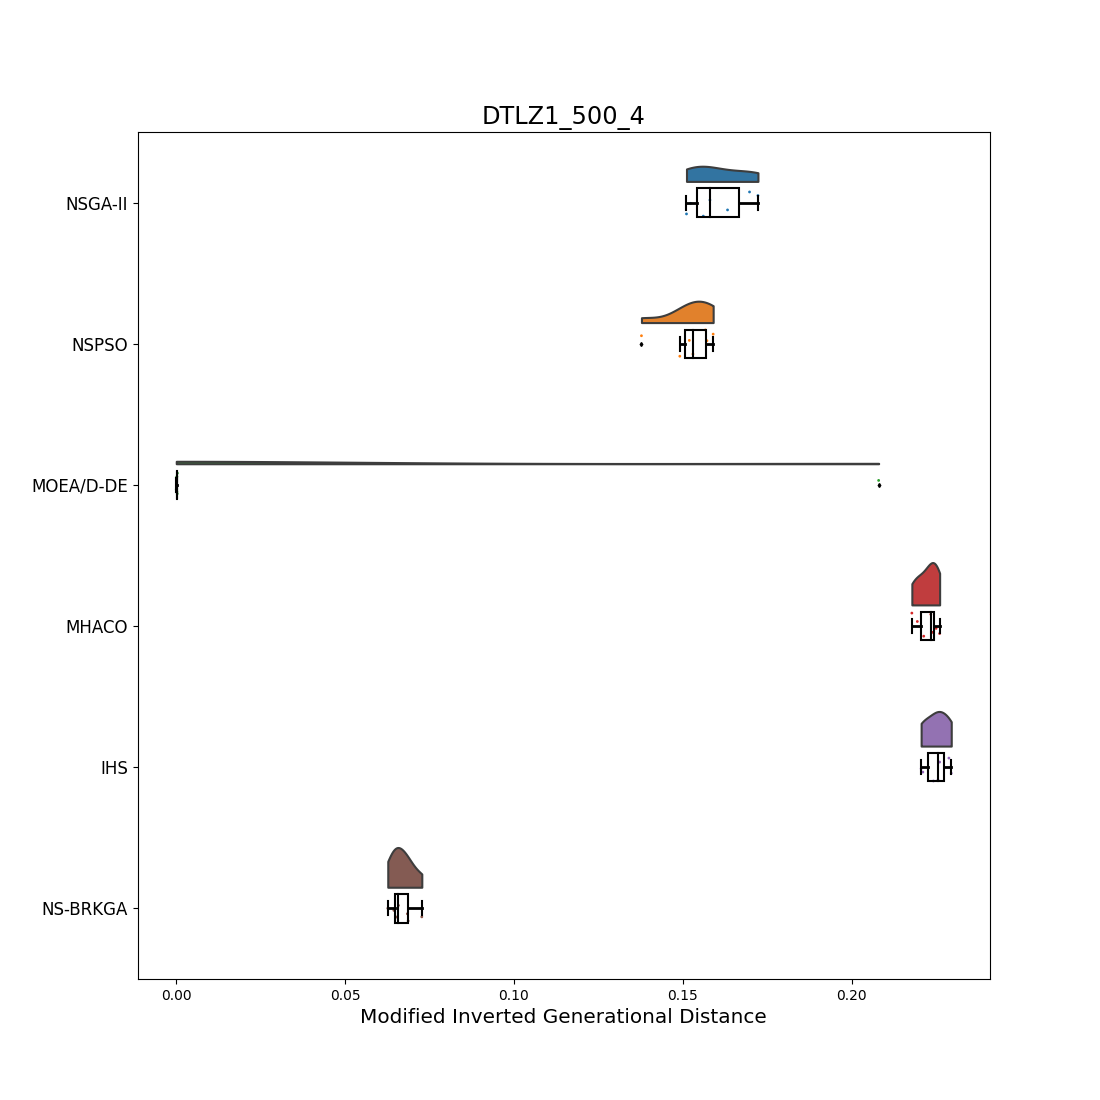 DTLZ1_500_4
NSGA-II
NSPSO
MOEA/D-DE
MHACO
IHS
NS-BRKGA
0.00 0.05 0.10 0.15 0.20
Modified Inverted Generational Distance